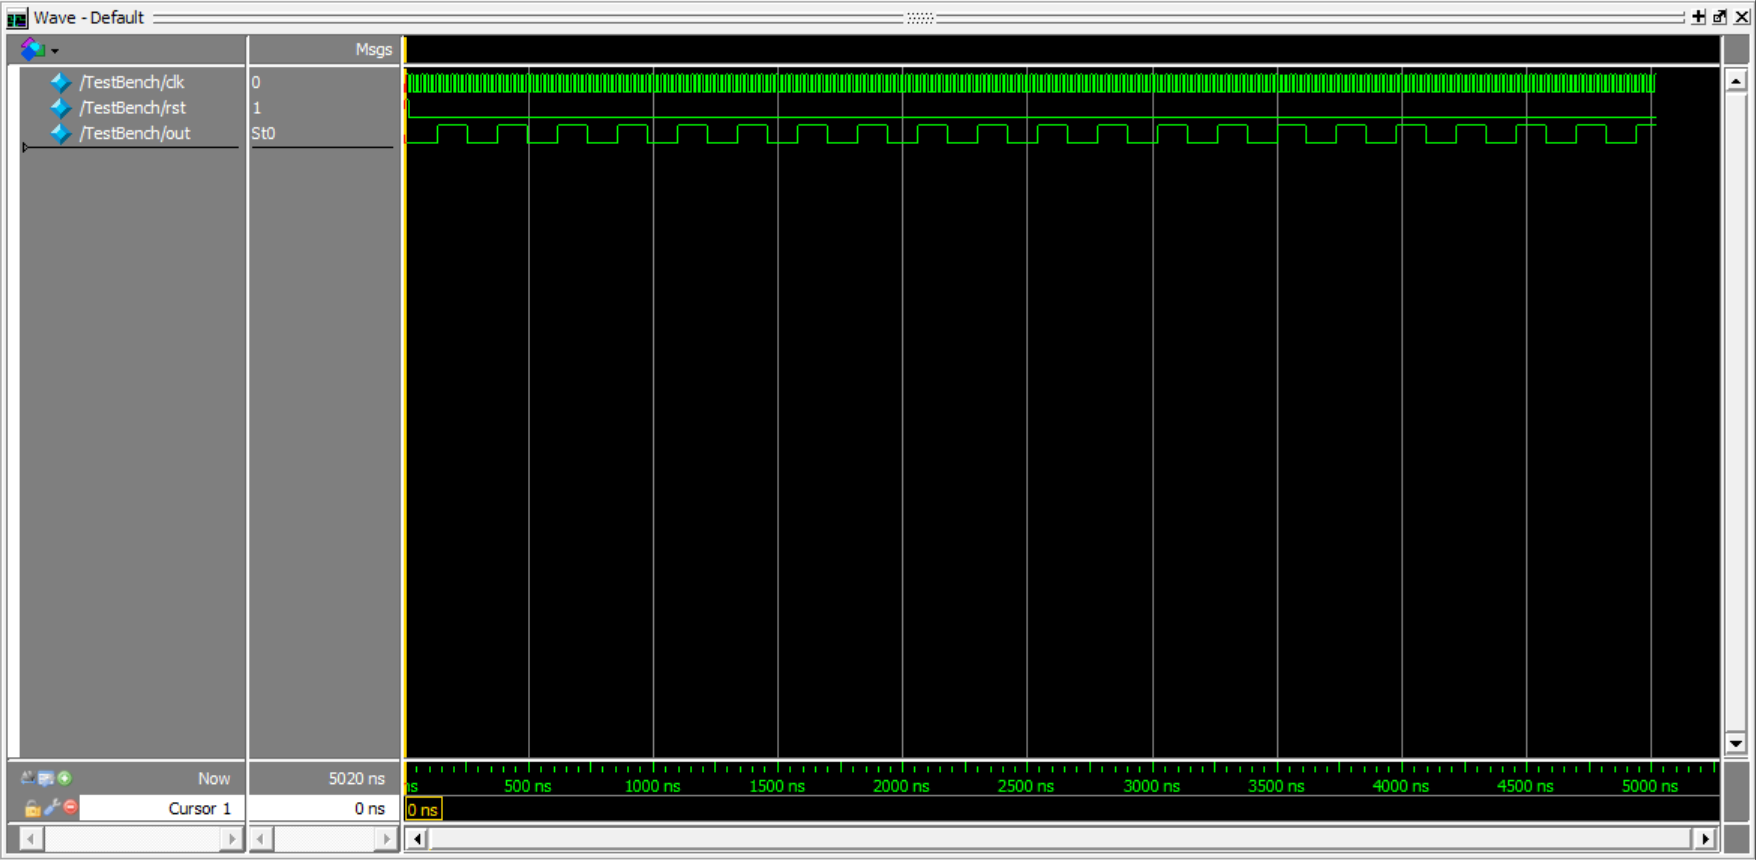 Wave - Default
Msgs
/TestBench/clk 0
/TestBench/rst 1
/TestBench/out St0
Now 5020 ns
ns 500 ns 1000 ns 1500 ns 2000 ns 2500 ns 3000 ns 3500 ns 4000 ns 4500 ns 5000 ns
Cursor 1 0 ns 0 ns